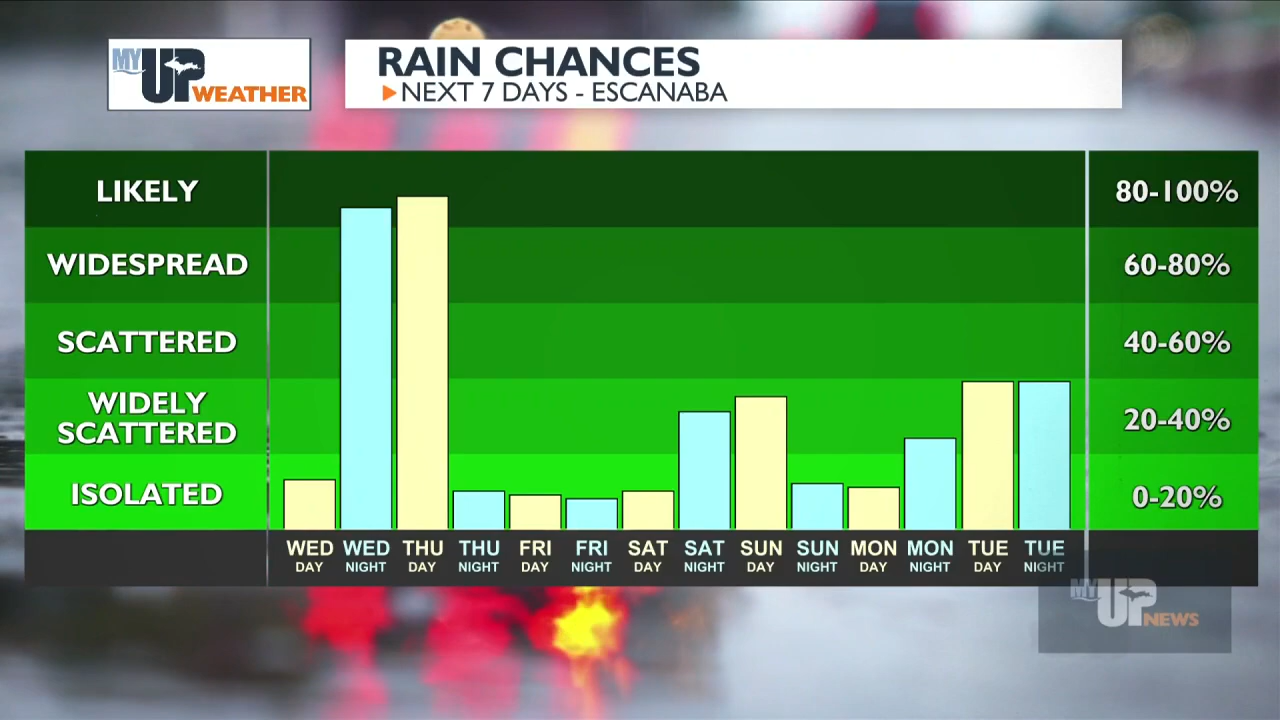 MY UP WEATHER
RAIN CHANCES
NEXT 7 DAYS - ESCANABA
LIKELY
80-100%
WIDESPREAD
60-80%
SCATTERED
40-60%
WIDELY
SCATTERED
20-40%
ISOLATED
0-20%
WED WED THU THU FRI FRI SAT SAT SUN SUN MON MON TUE TUE
DAY NIGHT DAY NIGHT DAY NIGHT DAY NIGHT DAY NIGHT DAY NIGHT DAY NIGHT
MY UP NEWS